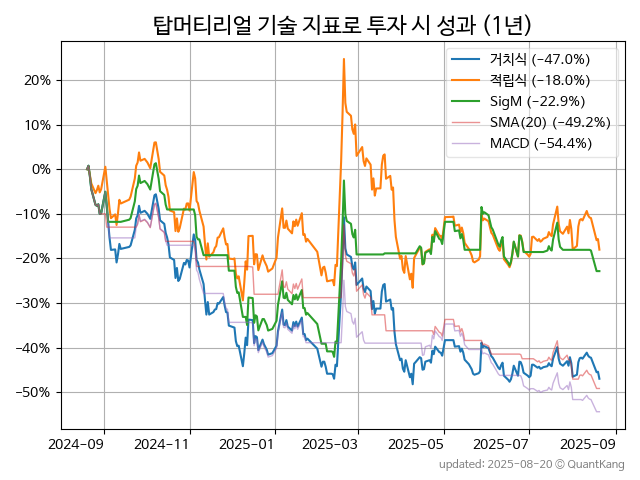 탑머티리얼 기술 지표로 투자 시 성과 (1년)
거치식 (−47.0%)
적립식 (−18.0%)
SigM (−22.9%)
SMA(20) (−49.2%)
MACD (−54.4%)
20%
10%
0%
−10%
−20%
−30%
−40%
−50%
2024-09 2024-11 2025-01 2025-03 2025-05 2025-07 2025-09
updated: 2025-08-20 © QuantKang